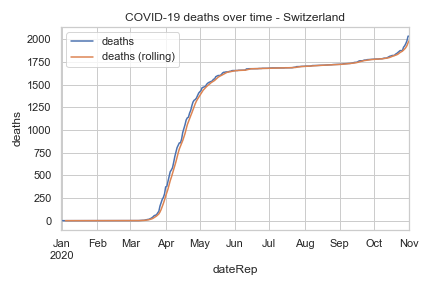 COVID-19 deaths over time - Switzerland
deaths
deaths (rolling)
2000
1750
1500
1250
1000
750
500
250
0
deaths
Jan Feb Mar Apr May Jun Jul Aug Sep Oct Nov
2020
dateRep